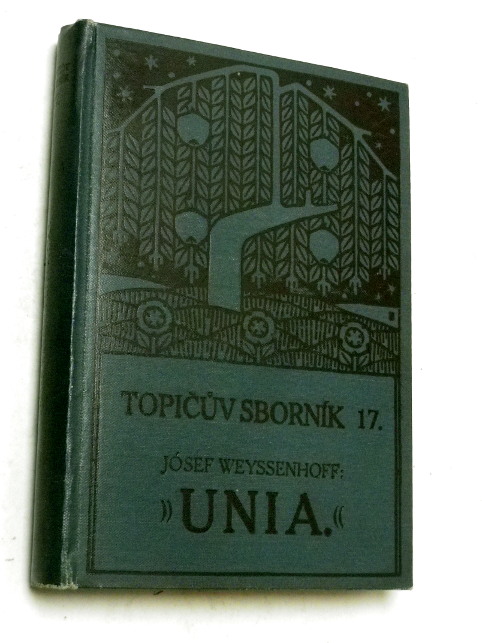 TOPIČŮV SBORNÍK 17.
JÓSEF WEYSSENHOFF:
»UNIA.«